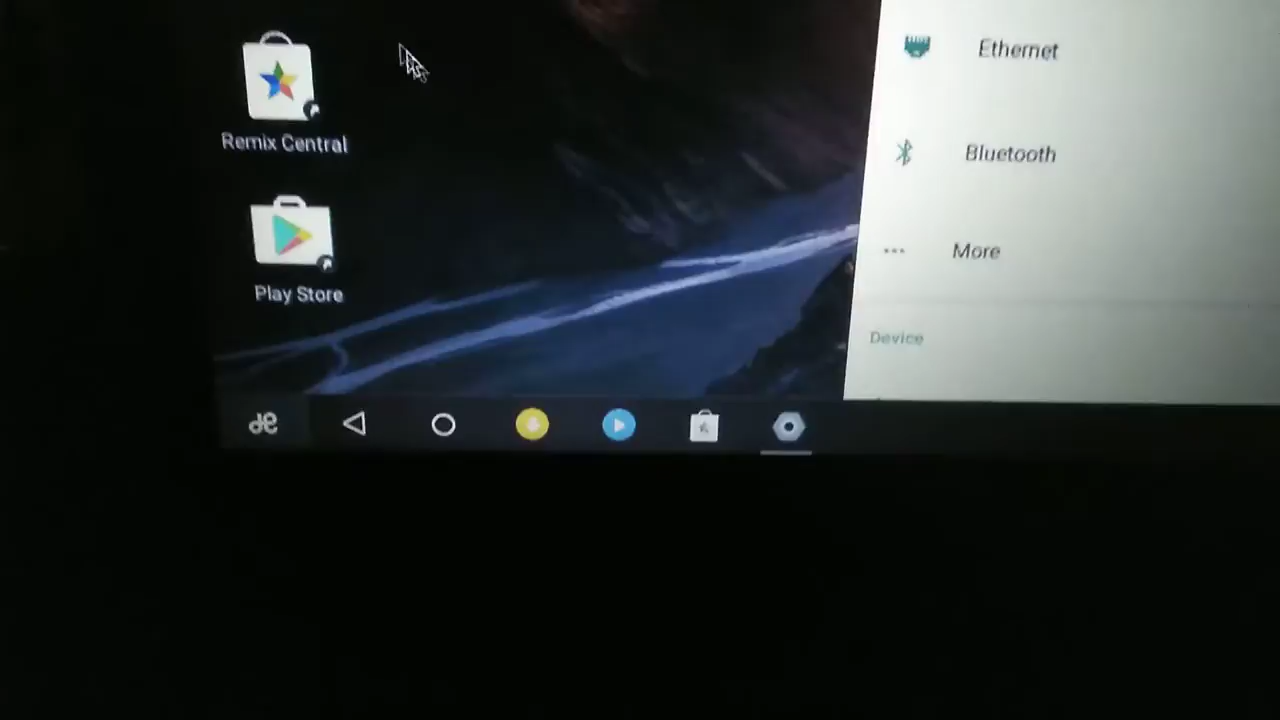 Remix Central
Play Store
Ethernet
Bluetooth
More
Device